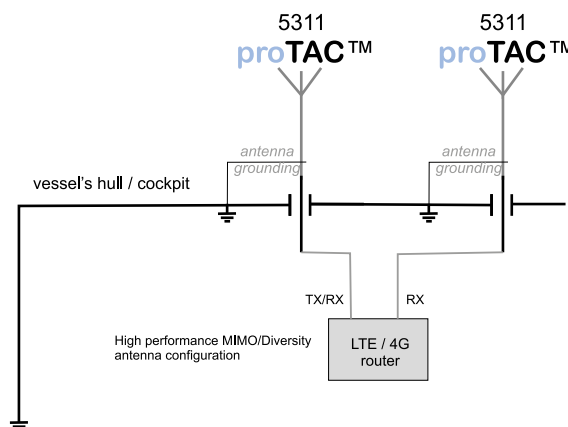 5311
proTAC™
5311
proTAC™
antenna
grounding
antenna
grounding
vessel's hull / cockpit
TX/RX
RX
High performance MIMO/Diversity
antenna configuration
LTE / 4G
router